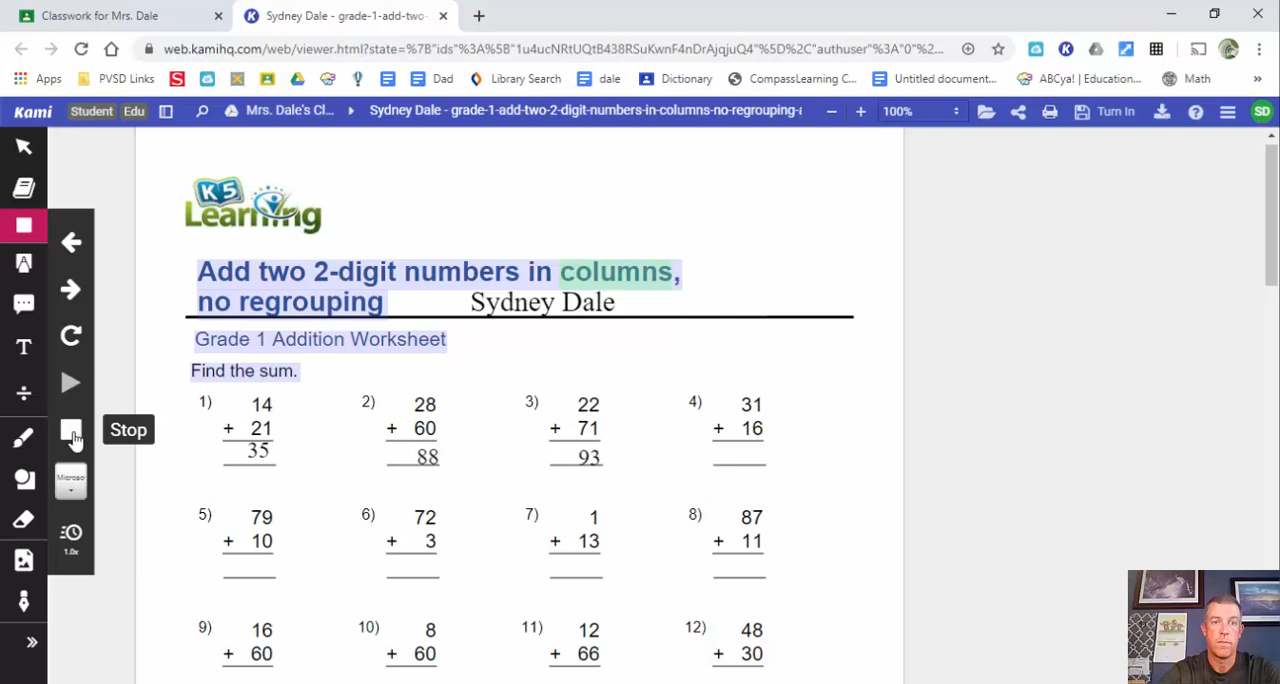 Classwork for Mrs. Dale
Sydney Dale - grade-1-add-two-
web.kamihq.com/web/viewer.html?state=%7B"ids"%3A%5B"1u4ucNRtUQtB438RSuKwnF4nDrAjqjuQ4"%5D%2C"authuser"%3A"0"%2C...
Apps PVSD Links Dad Library Search dale Dictionary CompassLearning C... Untitled document... ABCya! | Education... Math »
Kami Student Edu Mrs. Dale's Cl... Sydney Dale - grade-1-add-two-2-digit-numbers-in-columns-no-regrouping-a 100% Turn In SD
K5
Learning
Add two 2-digit numbers in columns,
no regrouping Sydney Dale
Grade 1 Addition Worksheet
Find the sum.
1) 14 2) 28 3) 22 4) 31
+ 21 + 60 + 71 + 16
35 88 93
Stop
Microso
5) 79 6) 72 7) 1 8) 87
+ 10 + 3 + 13 + 11
1.0x
9) 16 10) 8 11) 12 12) 48
+ 60 + 60 + 66 + 30